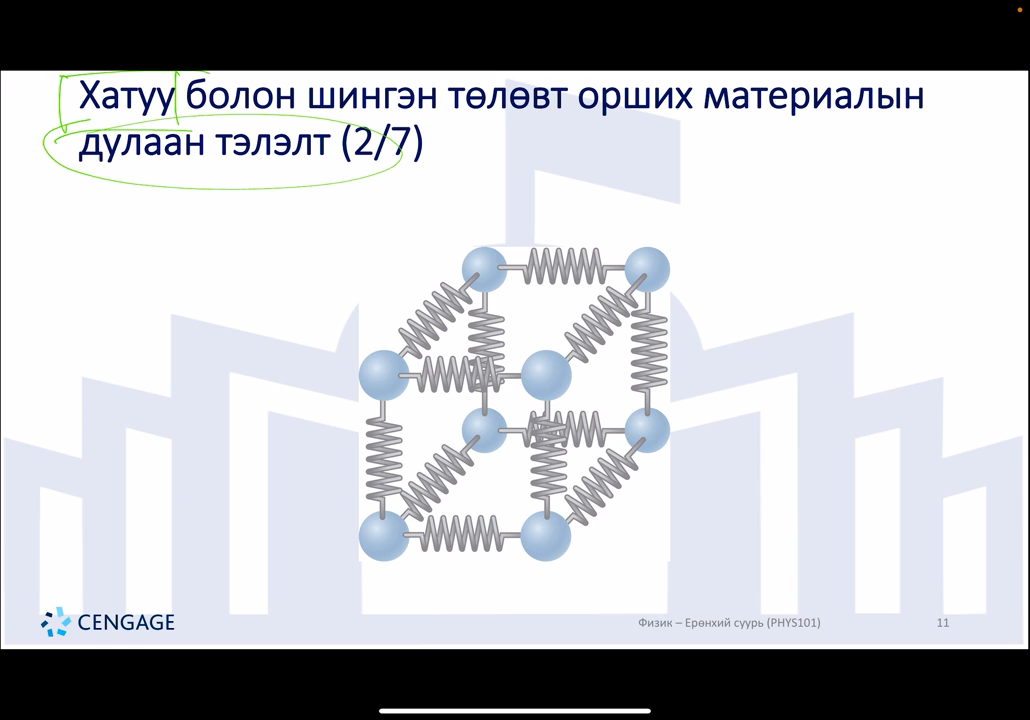 Хатуу болон шингэн төлөвт орших материалын
дулаан тэлэлт (2/7)
CENGAGE
Физик – Ерөнхий суурь (PHYS101)
11